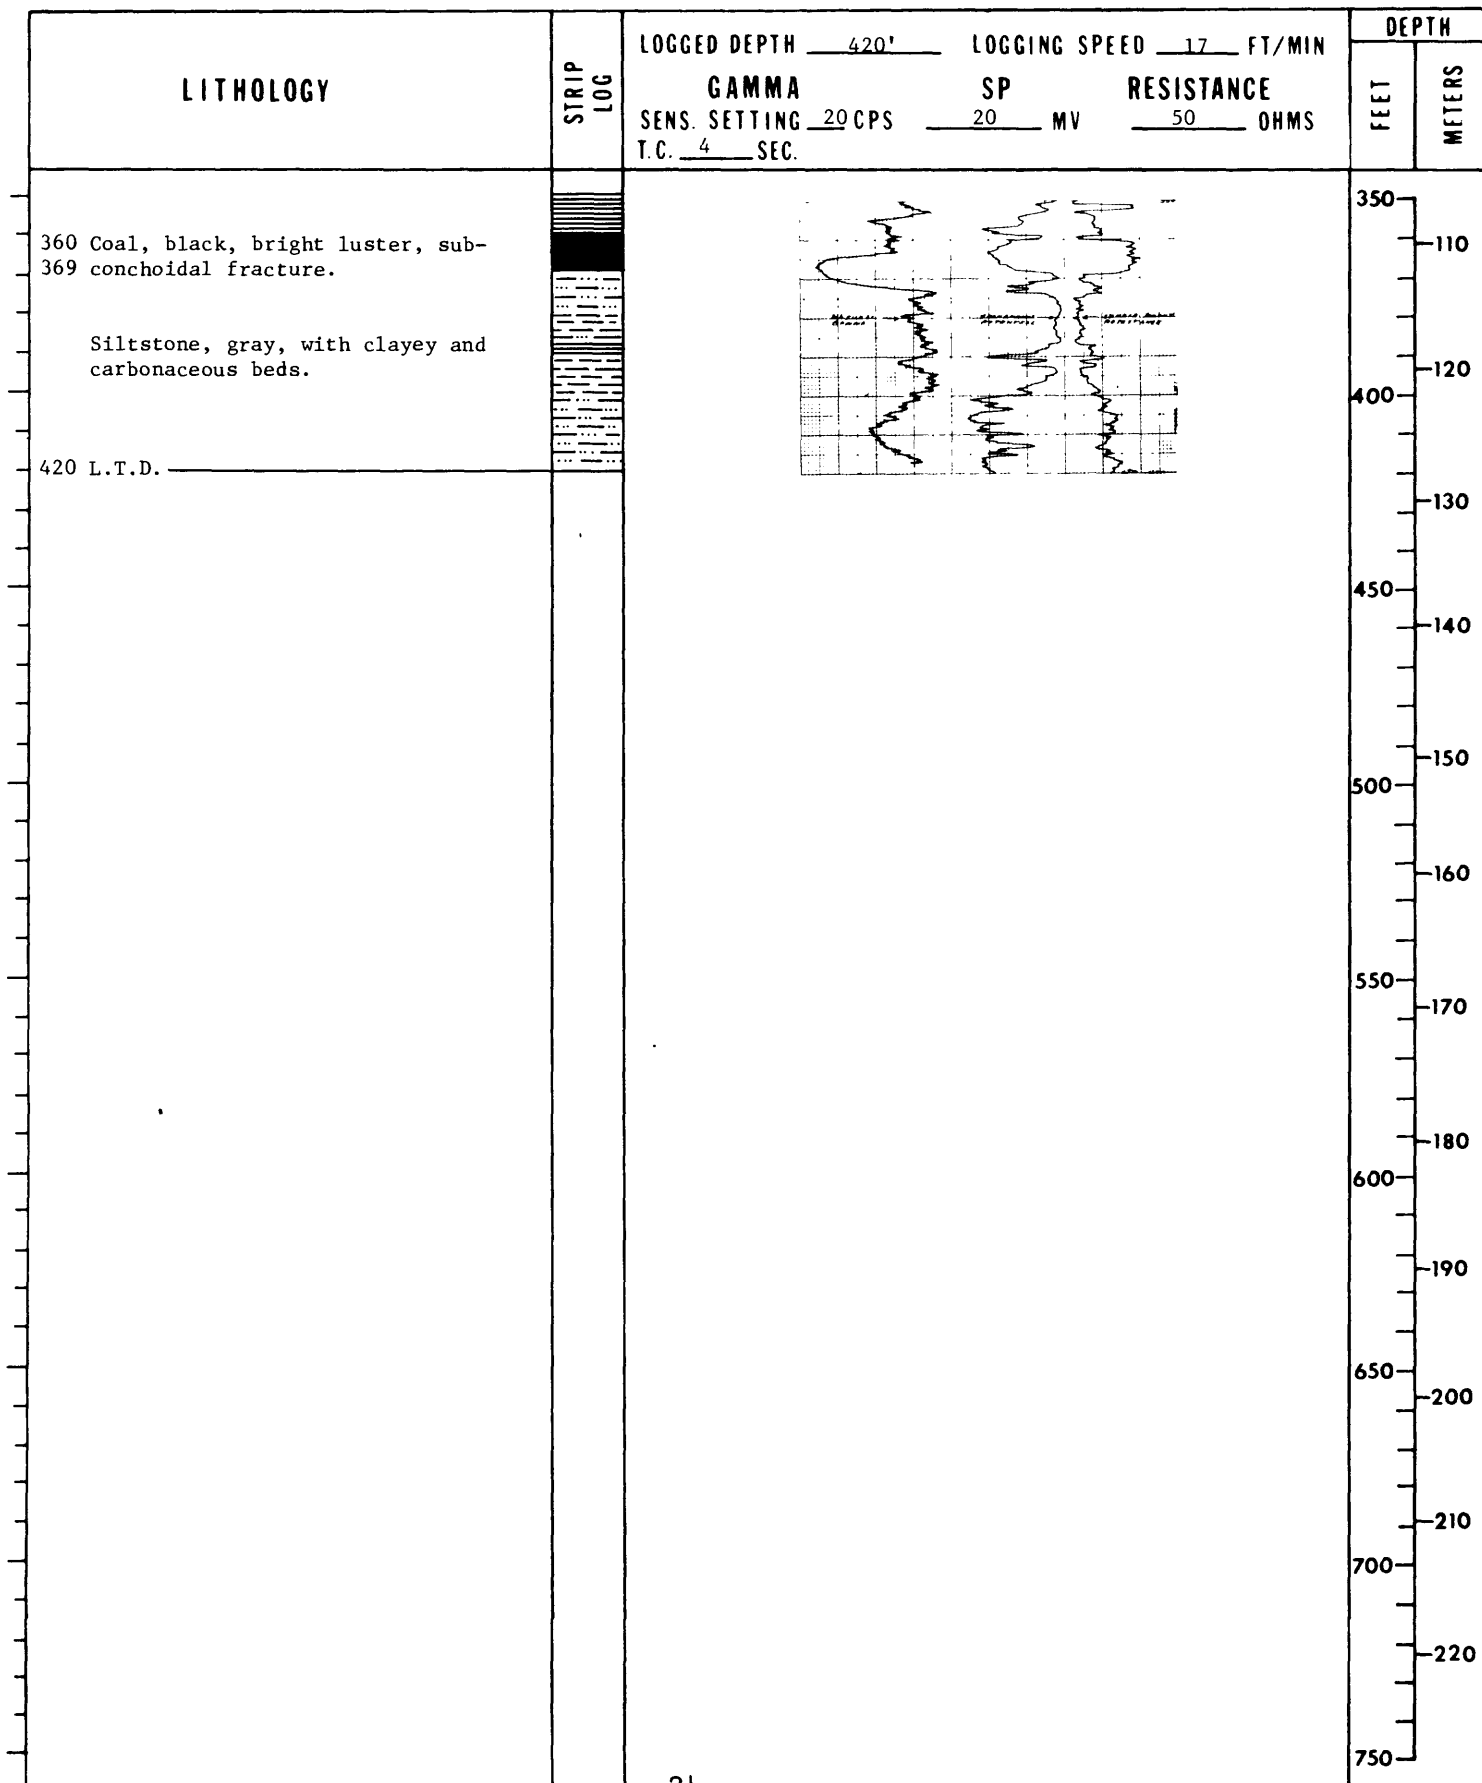 LITHOLOGY
STRIP LOG
LOGGED DEPTH 420' LOGGING SPEED 17 FT/MIN
GAMMA SP RESISTANCE
SENS. SETTING 20 CPS 20 MV 50 OHMS
T.C. 4 SEC.
DEPTH
FEET
METERS
360 Coal, black, bright luster, sub-
369 conchoidal fracture.
Siltstone, gray, with clayey and
carbonaceous beds.
420 L.T.D.
350
400
450
500
550
600
650
700
750
110
120
130
140
150
160
170
180
190
200
210
220